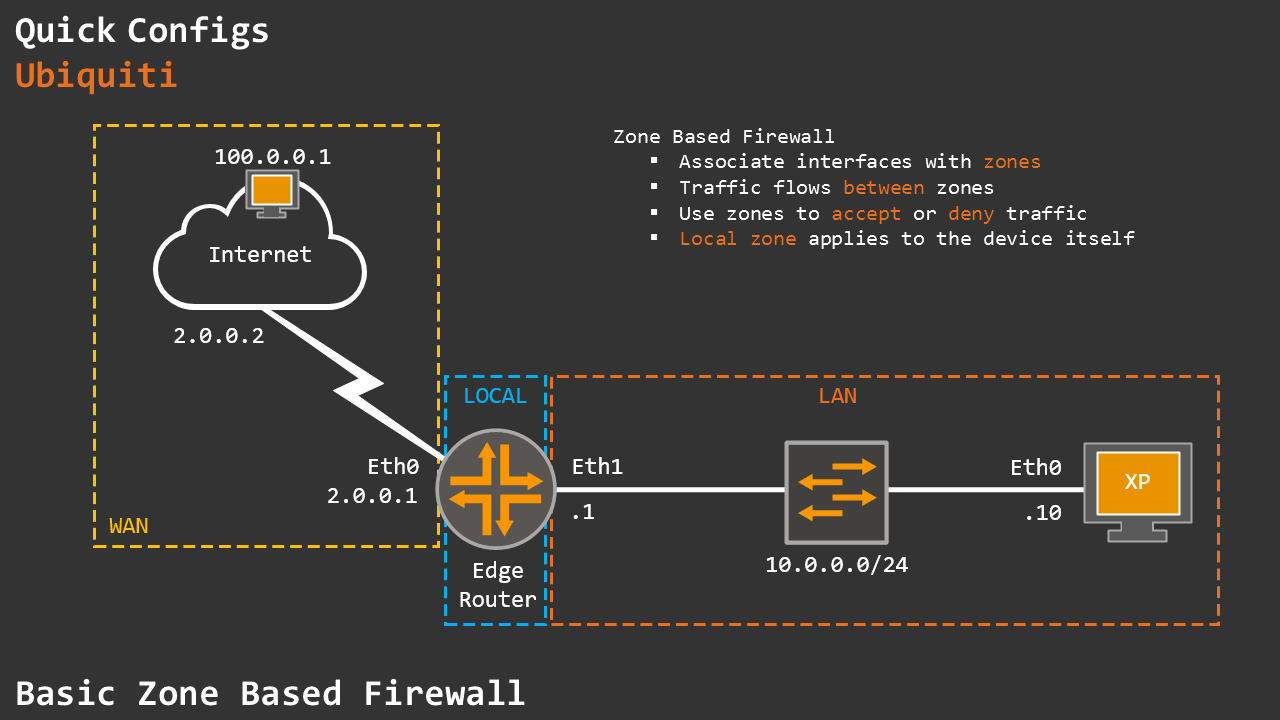 Quick Configs
Ubiquiti
100.0.0.1
Internet
2.0.0.2
Zone Based Firewall
▪ Associate interfaces with zones
▪ Traffic flows between zones
▪ Use zones to accept or deny traffic
▪ Local zone applies to the device itself
LOCAL
LAN
Eth0
2.0.0.1
WAN
Eth1
.1
Edge
Router
10.0.0.0/24
Eth0
.10
XP
Basic Zone Based Firewall